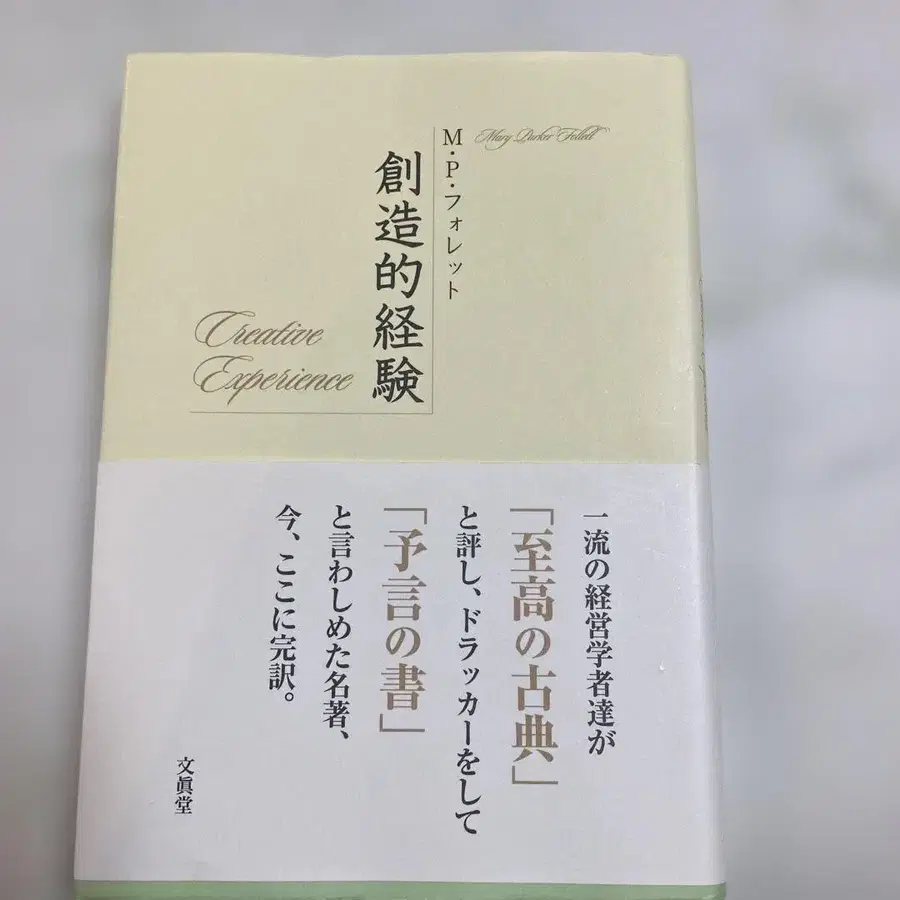 Mary Parker Follett
M・P・フォレット
創造的経験
Creative
Experience
一流の経営学者達が
「至高の古典」
と評し、ドラッカーをして
「予言の書」
と言わしめた名著、
今、ここに完訳。
文眞堂